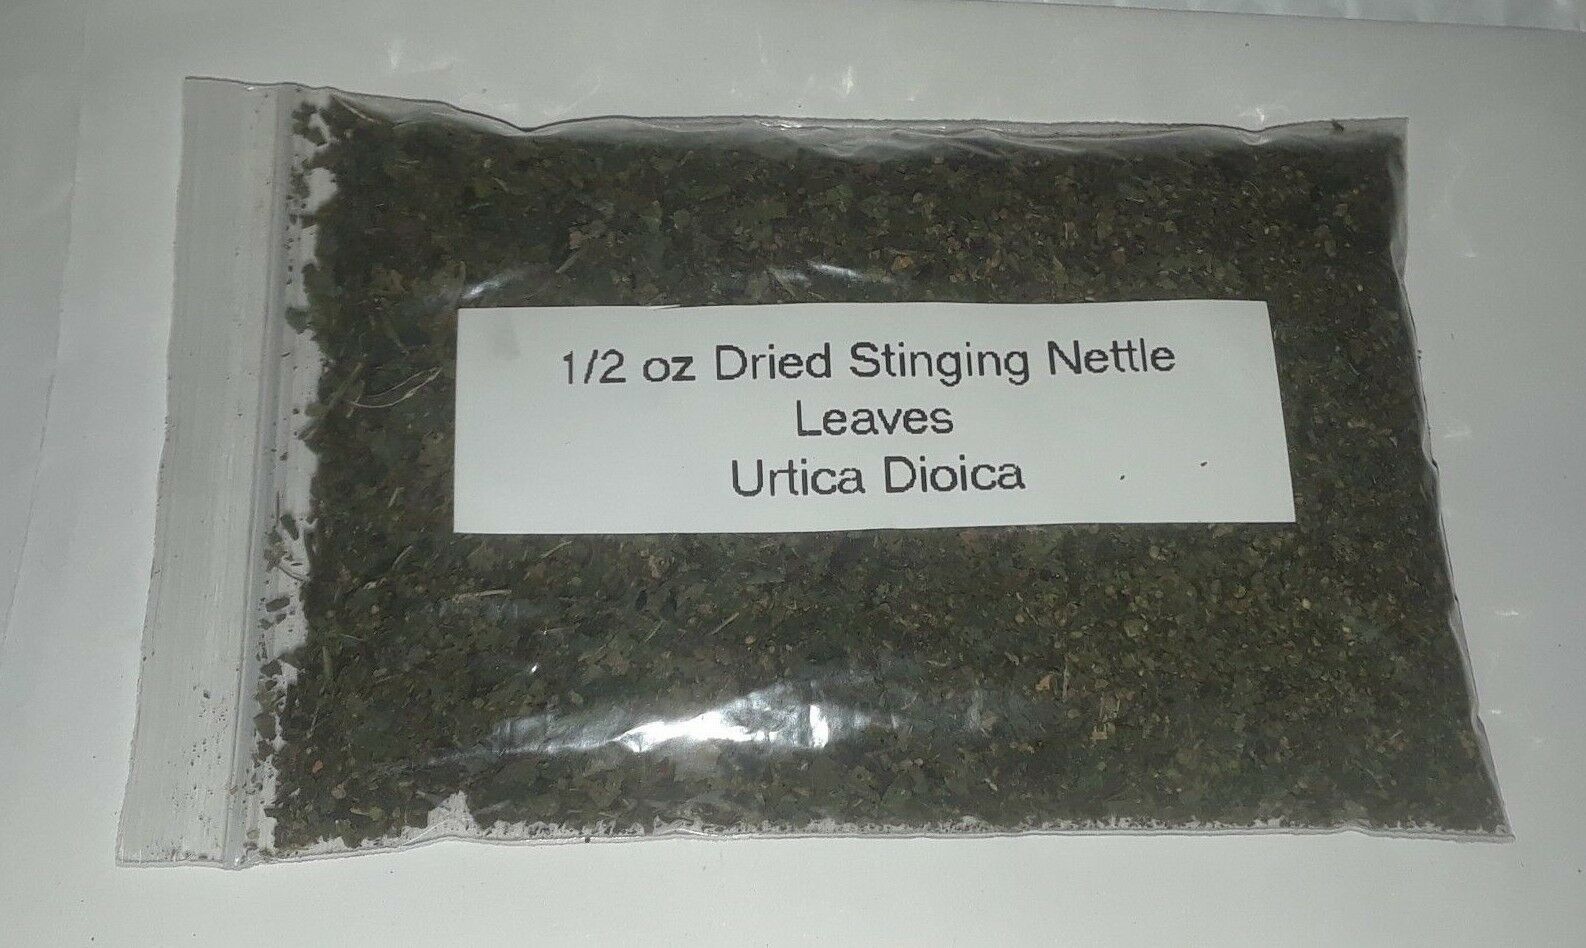 1/2 oz Dried Stinging Nettle
Leaves
Urtica Dioica